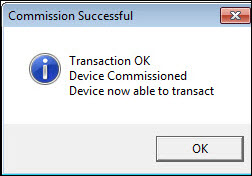 Commission Successful
Transaction OK
Device Commissioned
Device now able to transact
OK